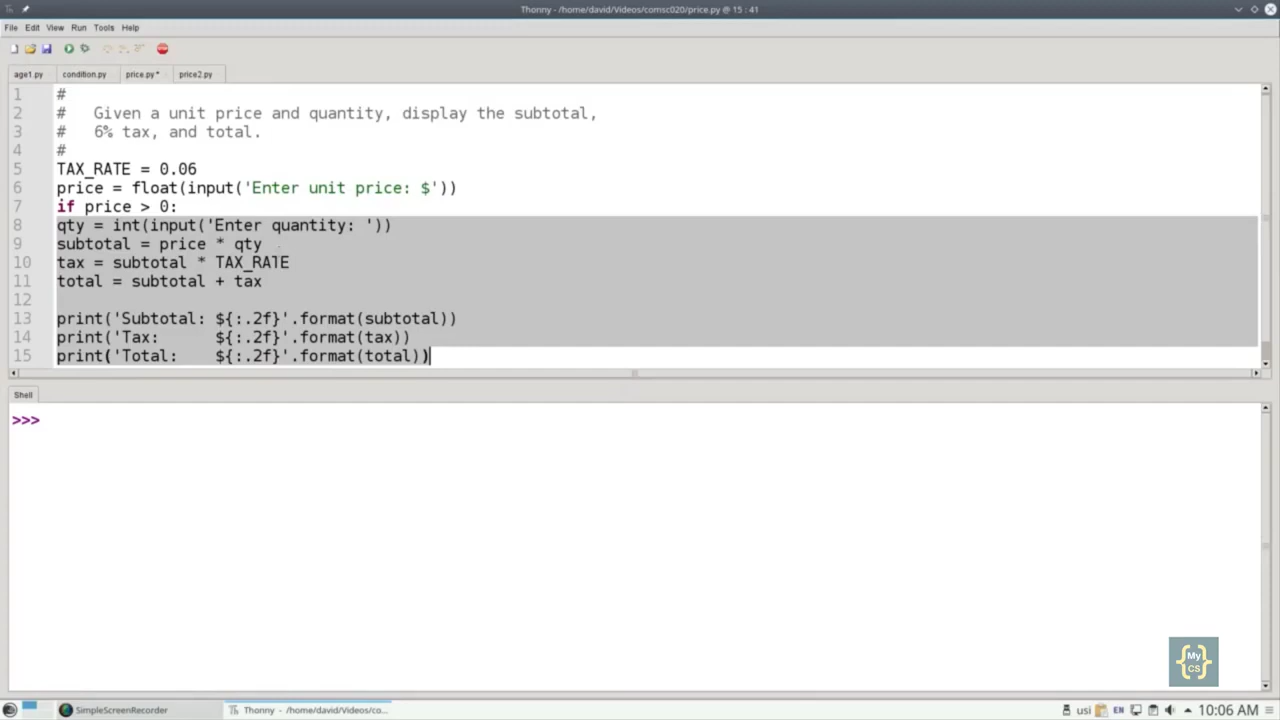 Thonny - /home/david/Videos/comsc020/price.py @ 15 : 41
File Edit View Run Tools Help
age1.py condition.py price.py * price2.py
1 #
2 #   Given a unit price and quantity, display the subtotal,
3 #   6% tax, and total.
4 #
5 TAX_RATE = 0.06
6 price = float(input('Enter unit price: $'))
7 if price > 0:
8 qty = int(input('Enter quantity: '))
9 subtotal = price * qty
10 tax = subtotal * TAX_RATE
11 total = subtotal + tax
12
13 print('Subtotal: ${:.2f}'.format(subtotal))
14 print('Tax:      ${:.2f}'.format(tax))
15 print('Total:    ${:.2f}'.format(total))
Shell
>>>
{My CS}
SimpleScreenRecorder Thonny - /home/david/Videos/co... usi EN 10:06 AM